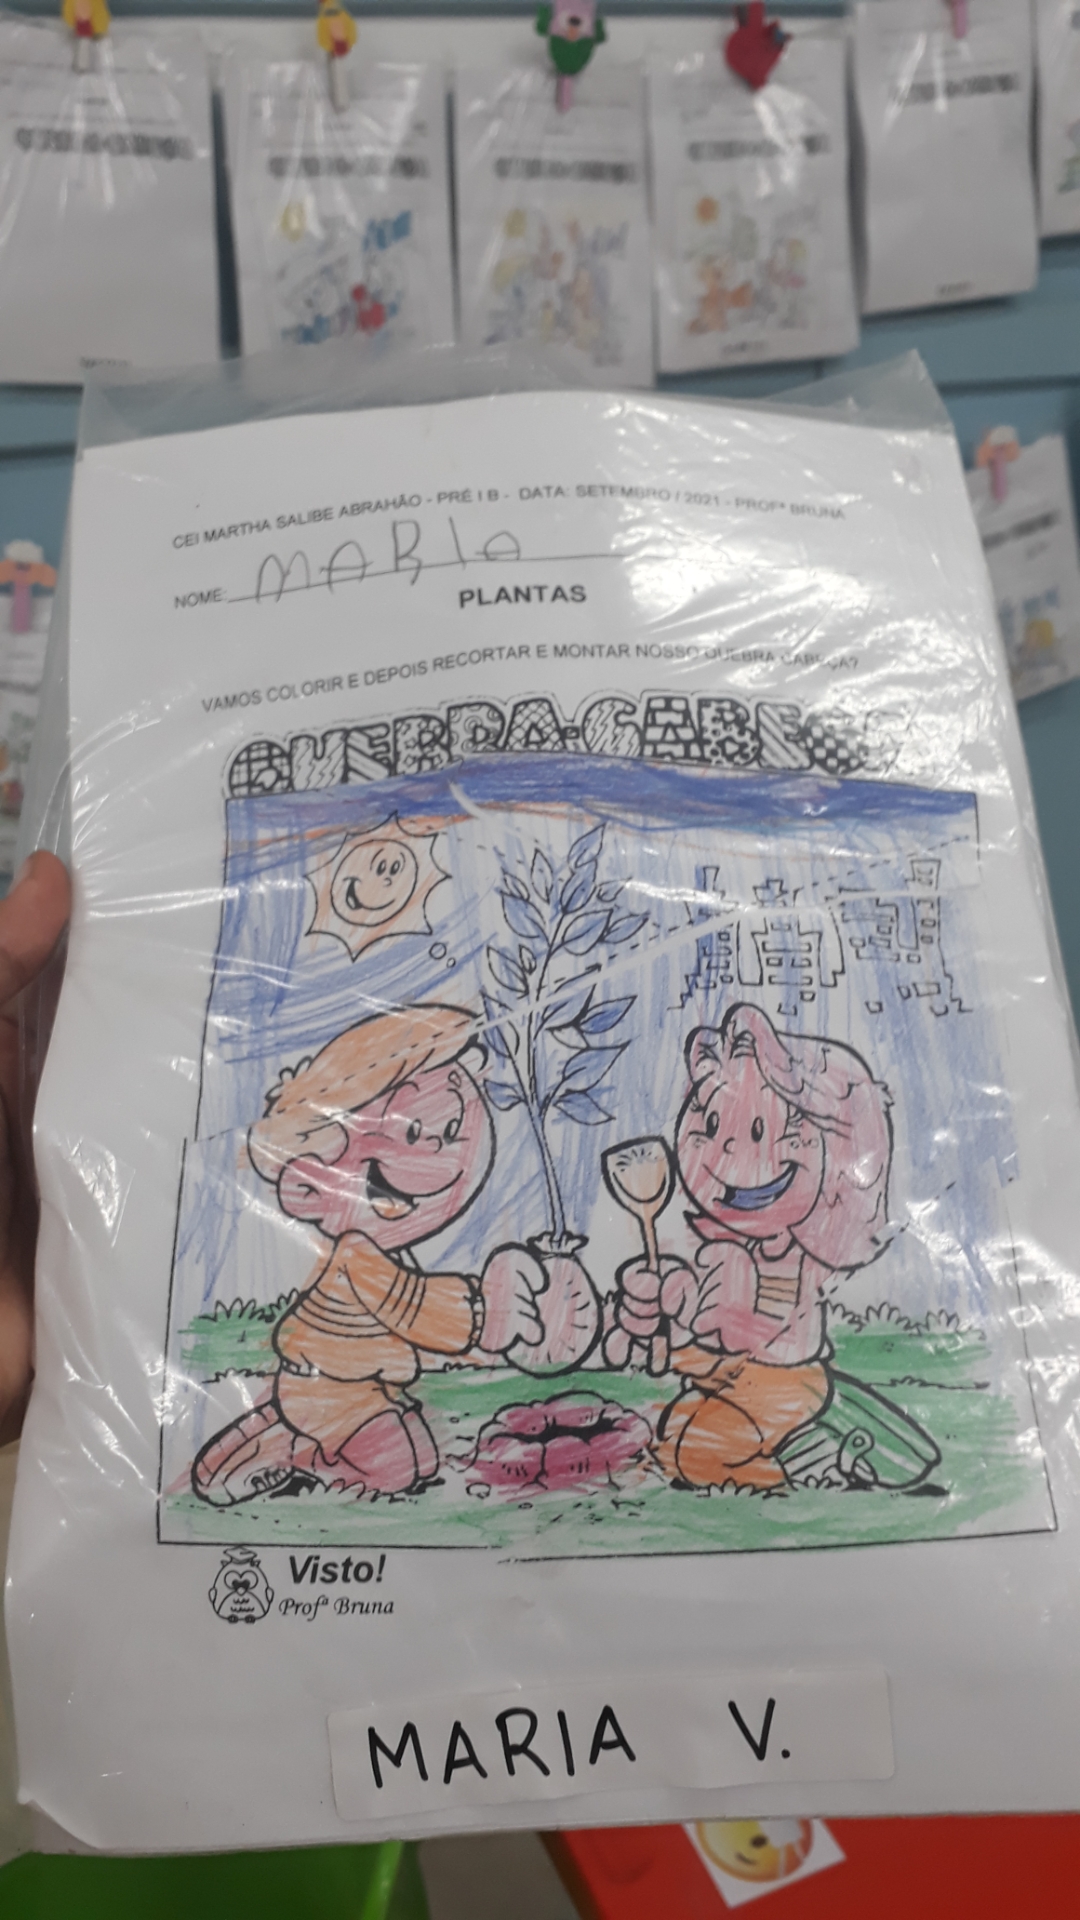 CEI MARTHA SALIBE ABRAHÃO - PRÉ I B - DATA: SETEMBRO / 2021 - PROFª BRUNA
NOME: MARIA
PLANTAS
VAMOS COLORIR E DEPOIS RECORTAR E MONTAR NOSSO QUEBRA CABEÇA?
QUEBRA-CABEÇA
Visto!
Profª Bruna
MARIA V.